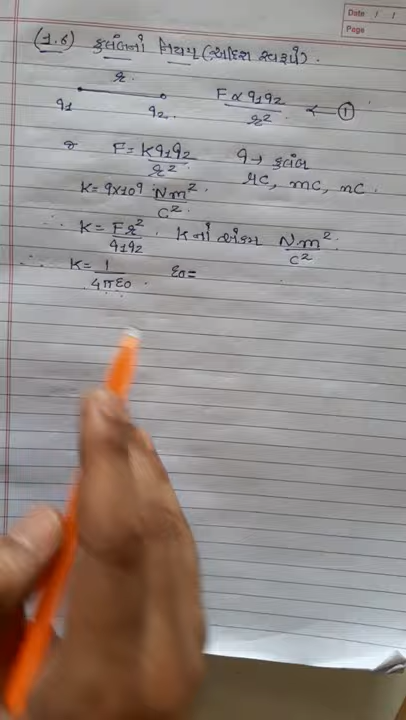 Date / /
Page
(1.6) કુલંબનો નિયમ (અદિશ સ્વરૂપે).
r
q1 q2
F ∝ q1q2 / r² ← ①
F = Kq1q2 / r² q → કુલંબ
K = 9×10⁹ Nm² / C² μC, mC, nC.
∴ K = Fr² / q1q2 K નો એકમ Nm² / C²
∴ K = 1 / 4πε0 ε0 =